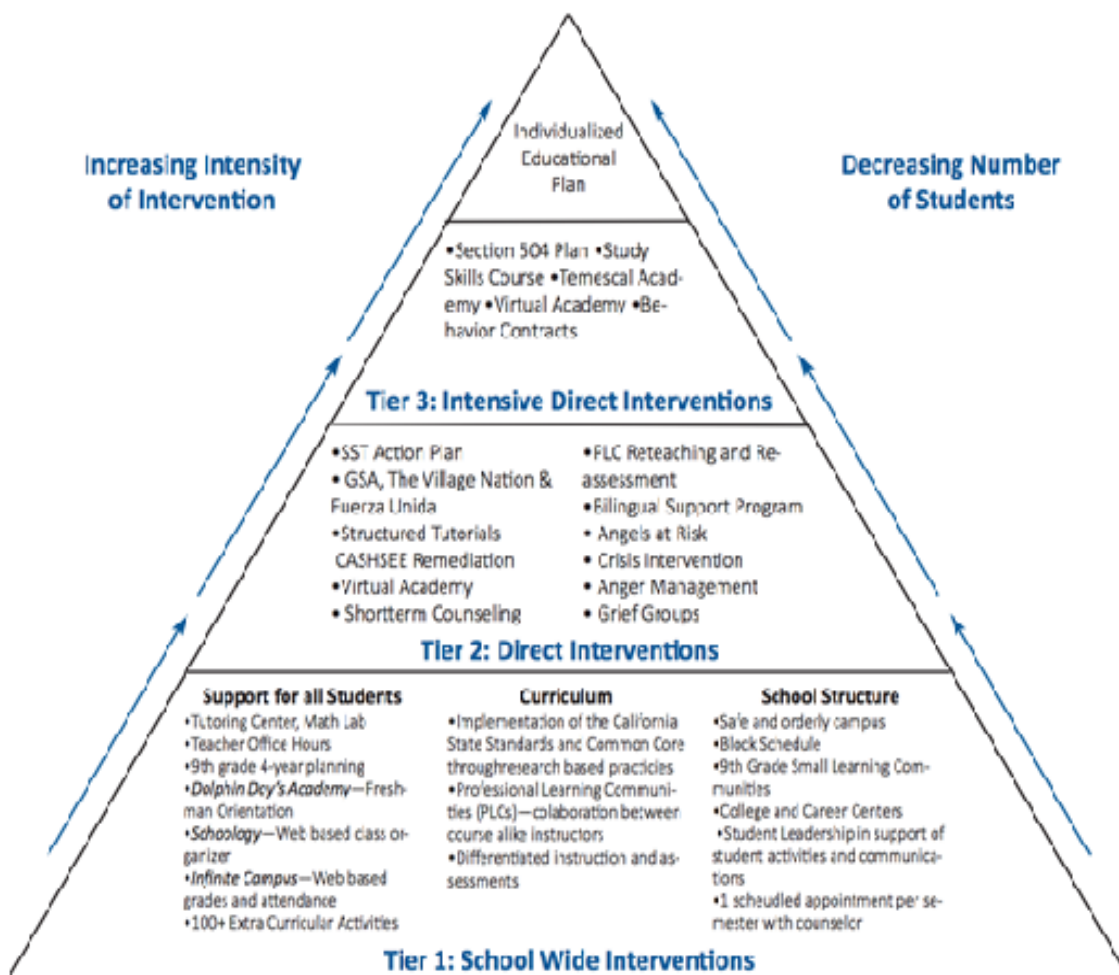 Increasing Intensity
of Intervention
Decreasing Number
of Students
Individualized
Educational
Plan
•Section 504 Plan •Study
Skills Course •Temescal Acad-
emy •Virtual Academy •Be-
havior Contracts
Tier 3: Intensive Direct Interventions
•SST Action Plan
• GSA, The Village Nation &
Fuerza Unida
•Structured Tutorials
CASHSEE Remediation
•Virtual Academy
• Shortterm Counseling
•PLC Reteaching and Re-
assessment
•Bilingual Support Program
• Angels at Risk
• Crisis Intervention
• Anger Management
• Grief Groups
Tier 2: Direct Interventions
Support for all Students
•Tutoring Center, Math Lab
•Teacher Office Hours
•9th grade 4-year planning
•Dolphin Day's Academy—Fresh-
man Orientation
•Schoology—Web based class or-
ganizer
•Infinite Campus—Web based
grades and attendance
•100+ Extra Curricular Activities
Curriculum
•Implementation of the California
State Standards and Common Core
throughresearch based practicies
•Professional Learning Communi-
ties (PLCs)—collaboration between
course alike instructors
•Differentiated instruction and as-
sessments
School Structure
•Safe and orderly campus
•Block Schedule
•9th Grade Small Learning Com-
munities
•College and Career Centers
•Student Leadership in support of
student activities and communica-
tions
•1 scheudled appointment per se-
mester with counselor
Tier 1: School Wide Interventions